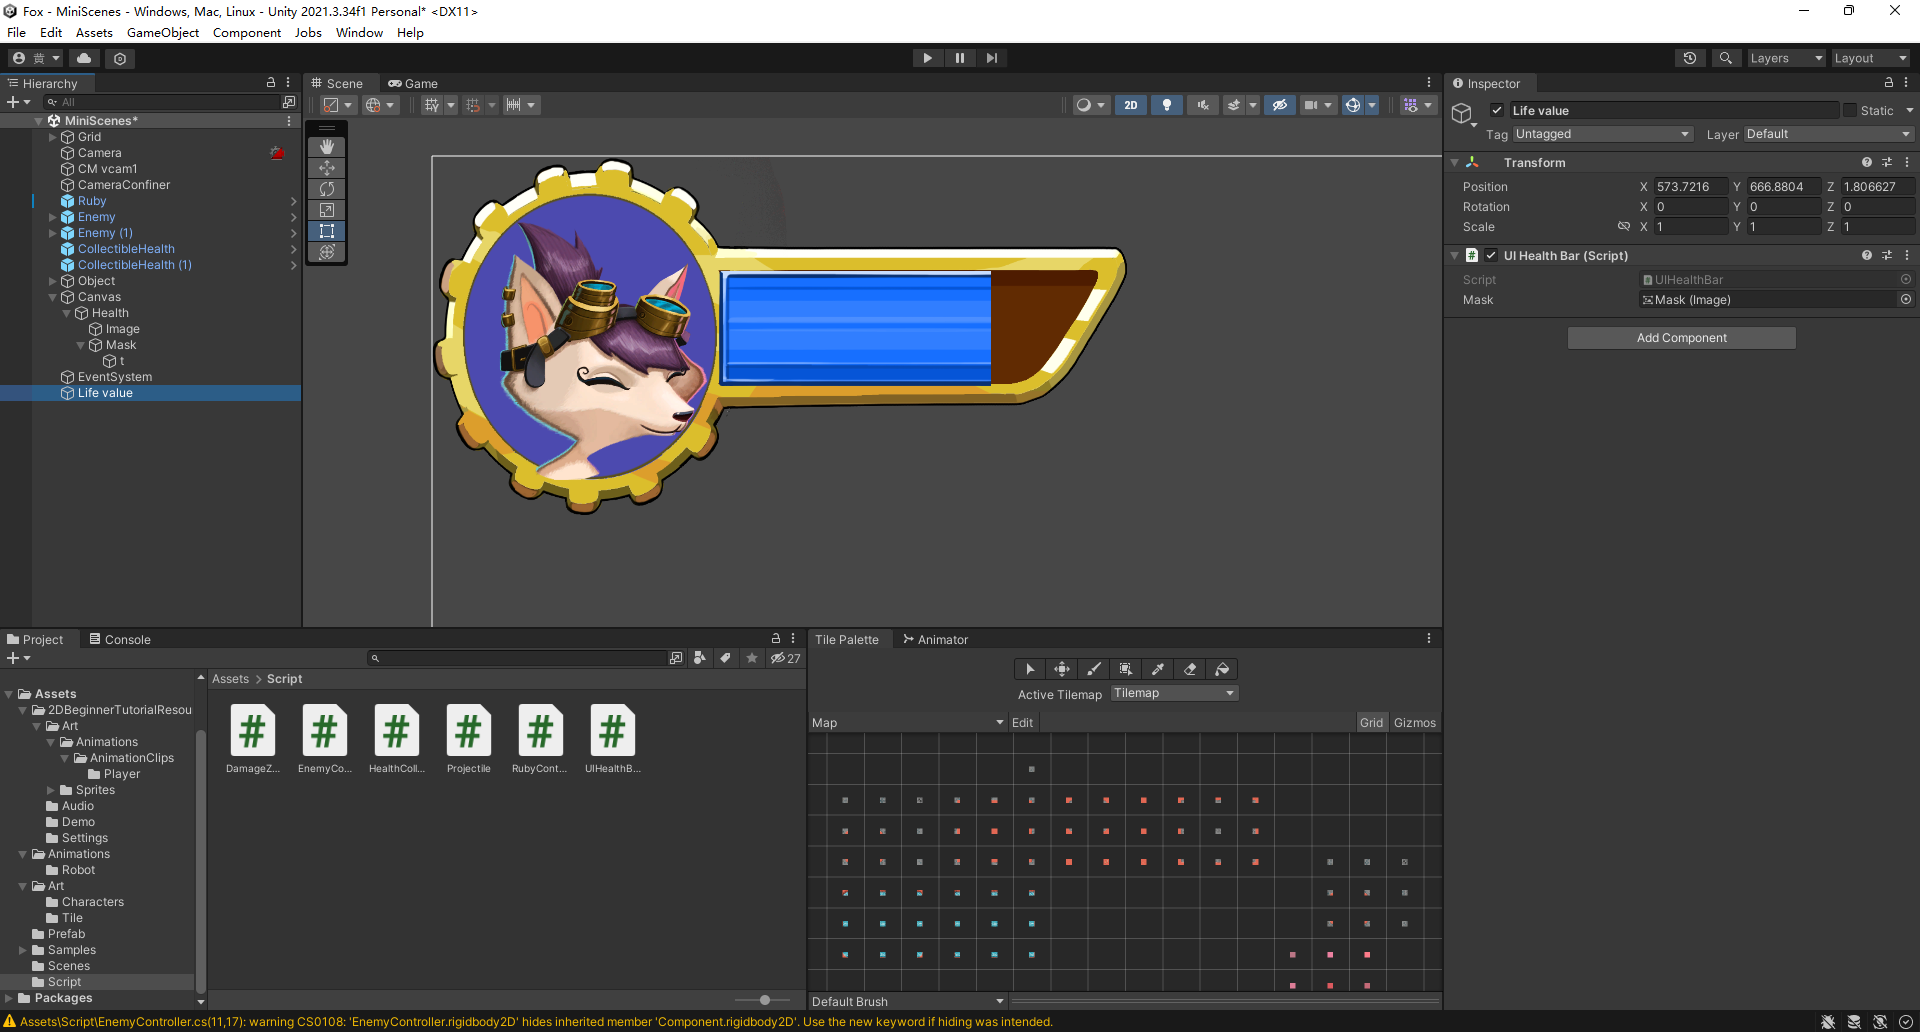 Fox - MiniScenes - Windows, Mac, Linux - Unity 2021.3.34f1 Personal* <DX11>
File Edit Assets GameObject Component Jobs Window Help
黄
Layers Layout
Hierarchy
All
MiniScenes*
Grid
Camera
CM vcam1
CameraConfiner
Ruby
Enemy
Enemy (1)
CollectibleHealth
CollectibleHealth (1)
Object
Canvas
Health
Image
Mask
t
EventSystem
Life value
Scene Game
2D
Inspector
Life value Static
Tag Untagged Layer Default
Transform
Position X 573.7216 Y 666.8804 Z 1.806627
Rotation X 0 Y 0 Z 0
Scale X 1 Y 1 Z 1
# UI Health Bar (Script)
Script UIHealthBar
Mask Mask (Image)
Add Component
Project Console
27
Assets
2DBeginnerTutorialResou
Art
Animations
AnimationClips
Player
Sprites
Audio
Demo
Settings
Animations
Robot
Art
Characters
Tile
Prefab
Samples
Scenes
Script
Packages
Assets > Script
# # # # # #
DamageZ... EnemyCo... HealthColl... Projectile RubyCont... UIHealthB...
Tile Palette Animator
Active Tilemap Tilemap
Map Edit Grid Gizmos
Default Brush
Assets\Script\EnemyController.cs(11,17): warning CS0108: 'EnemyController.rigidbody2D' hides inherited member 'Component.rigidbody2D'. Use the new keyword if hiding was intended.